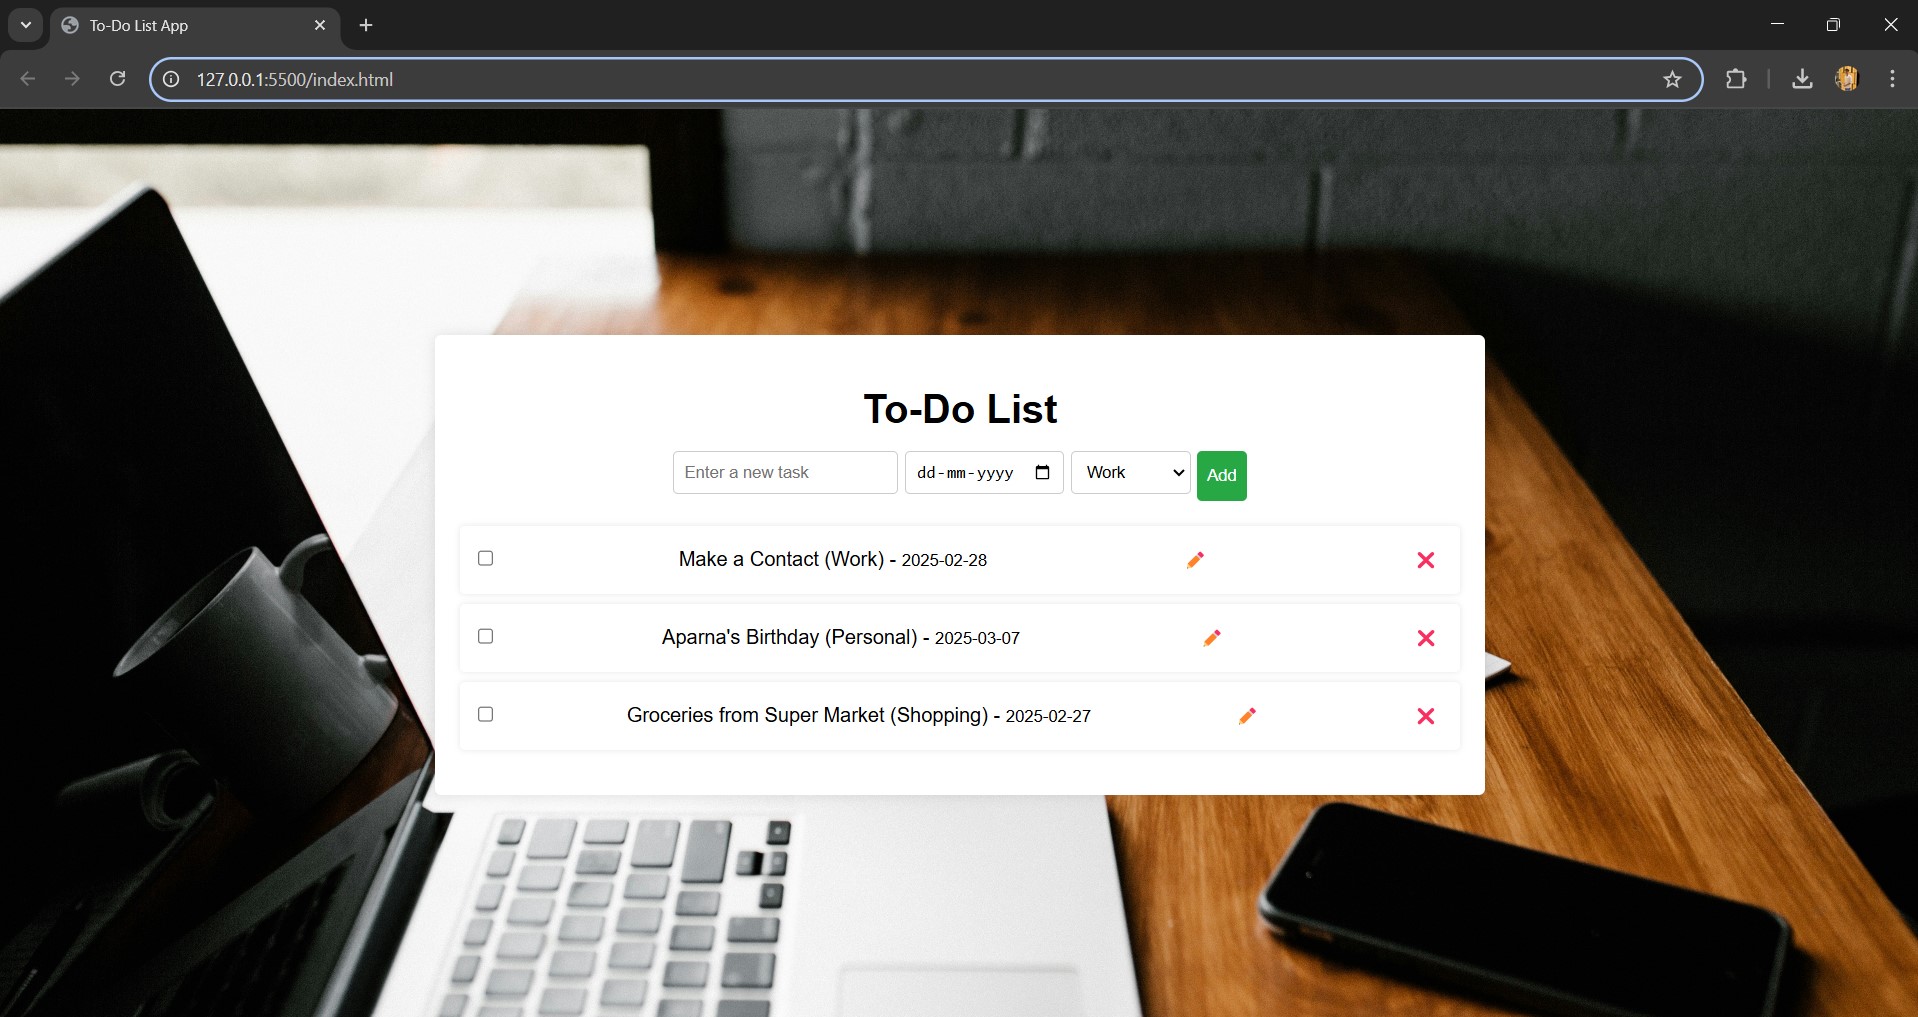 To-Do List App
127.0.0.1:5500/index.html
To-Do List
Enter a new task dd-mm-yyyy Work Add
Make a Contact (Work) - 2025-02-28
Aparna's Birthday (Personal) - 2025-03-07
Groceries from Super Market (Shopping) - 2025-02-27